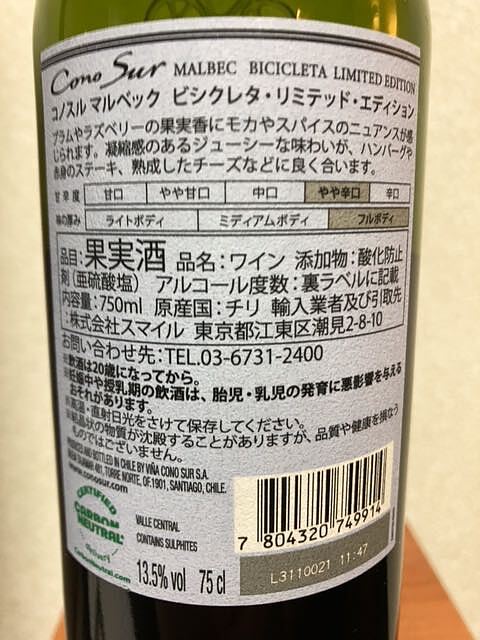 Cono Sur MALBEC BICICLETA LIMITED EDITION
コノスル マルベック ビシクレタ・リミテッド・エディション
プラムやラズベリーの果実香にモカやスパイスのニュアンスが感
じられます。凝縮感のあるジューシーな味わいが、ハンバーグや
赤身のステーキ、熟成したチーズなどに良く合います。
甘辛度 甘口 やや甘口 中口 やや辛口 辛口
味の厚み ライトボディ ミディアムボディ フルボディ
品目:果実酒 品名:ワイン 添加物:酸化防止
剤(亜硫酸塩) アルコール度数:裏ラベルに記載
内容量:750ml 原産国:チリ 輸入業者及び引取先
:株式会社スマイル 東京都江東区潮見2-8-10
お問い合わせ先:TEL.03-6731-2400
・飲酒は20歳になってから。
・妊娠中や授乳期の飲酒は、胎児・乳児の発育に悪影響を与える
おそれがあります。
・高温・直射日光をさけて保存してください。
・結晶状の物質が沈殿することがありますが、品質や健康を損なう
ものではございません。
PRODUCED AND BOTTLED IN CHILE BY VIÑA CONO SUR S.A.
TORRE NORTE, OF.1901, SANTIAGO, CHILE.
www.conosur.com
CERTIFIED
CARBON
NEUTRAL
delivery
CarbonNeutral.com
VALLE CENTRAL
CONTAINS SULPHITES
13.5% vol 75 cl
7 804320 749914
L3110021 11:47